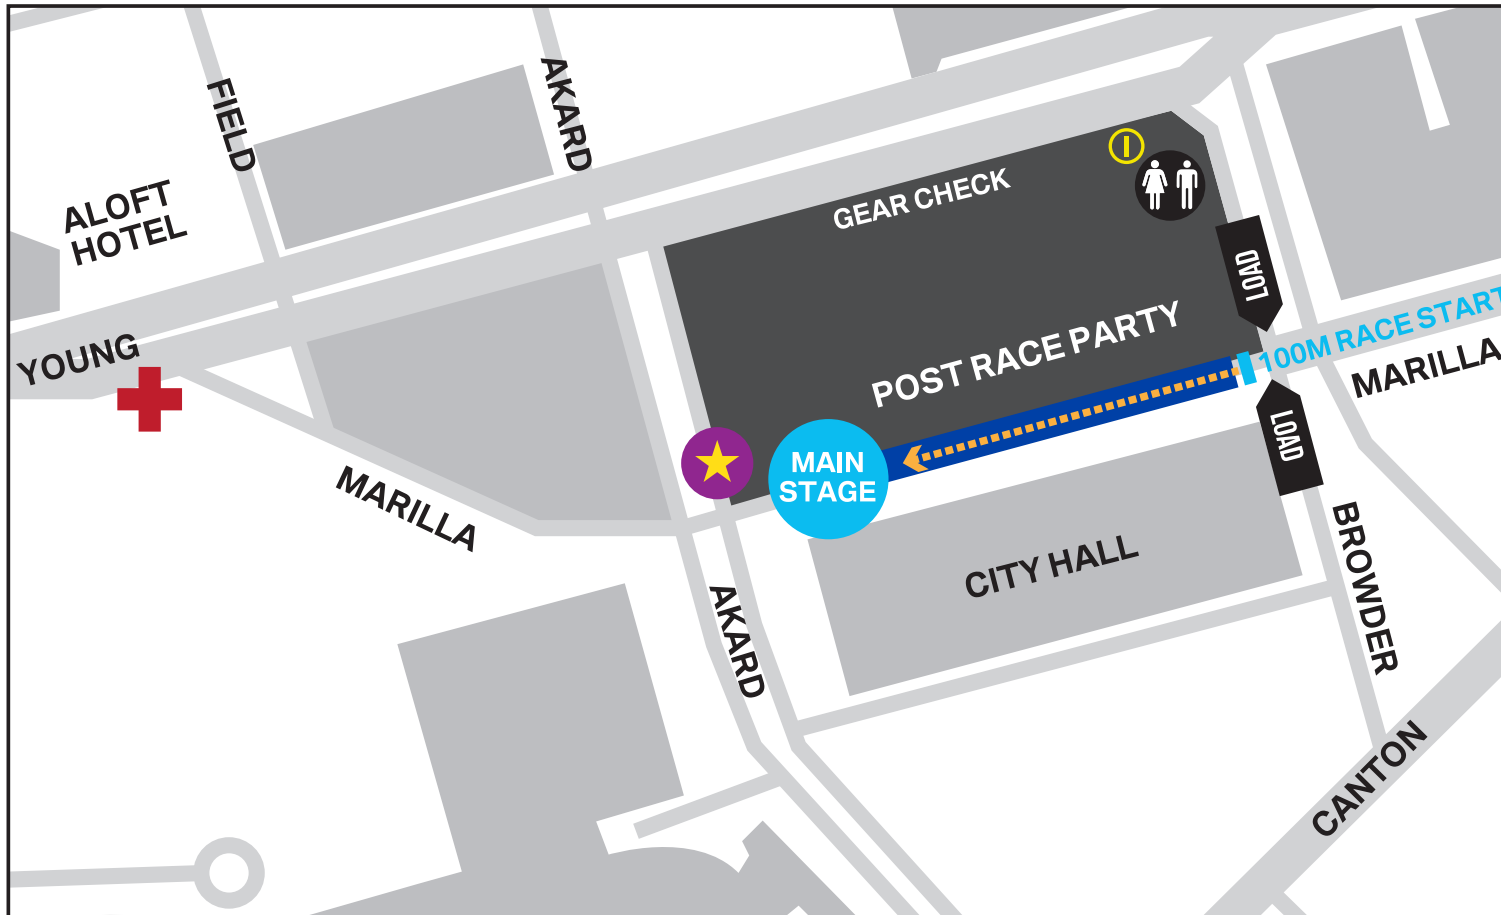 FIELD
AKARD
ALOFT
HOTEL
GEAR CHECK
LOAD
POST RACE PARTY
100M RACE START
YOUNG
MARILLA
MAIN
STAGE
LOAD
MARILLA
CITY HALL
BROWDER
AKARD
CANTON